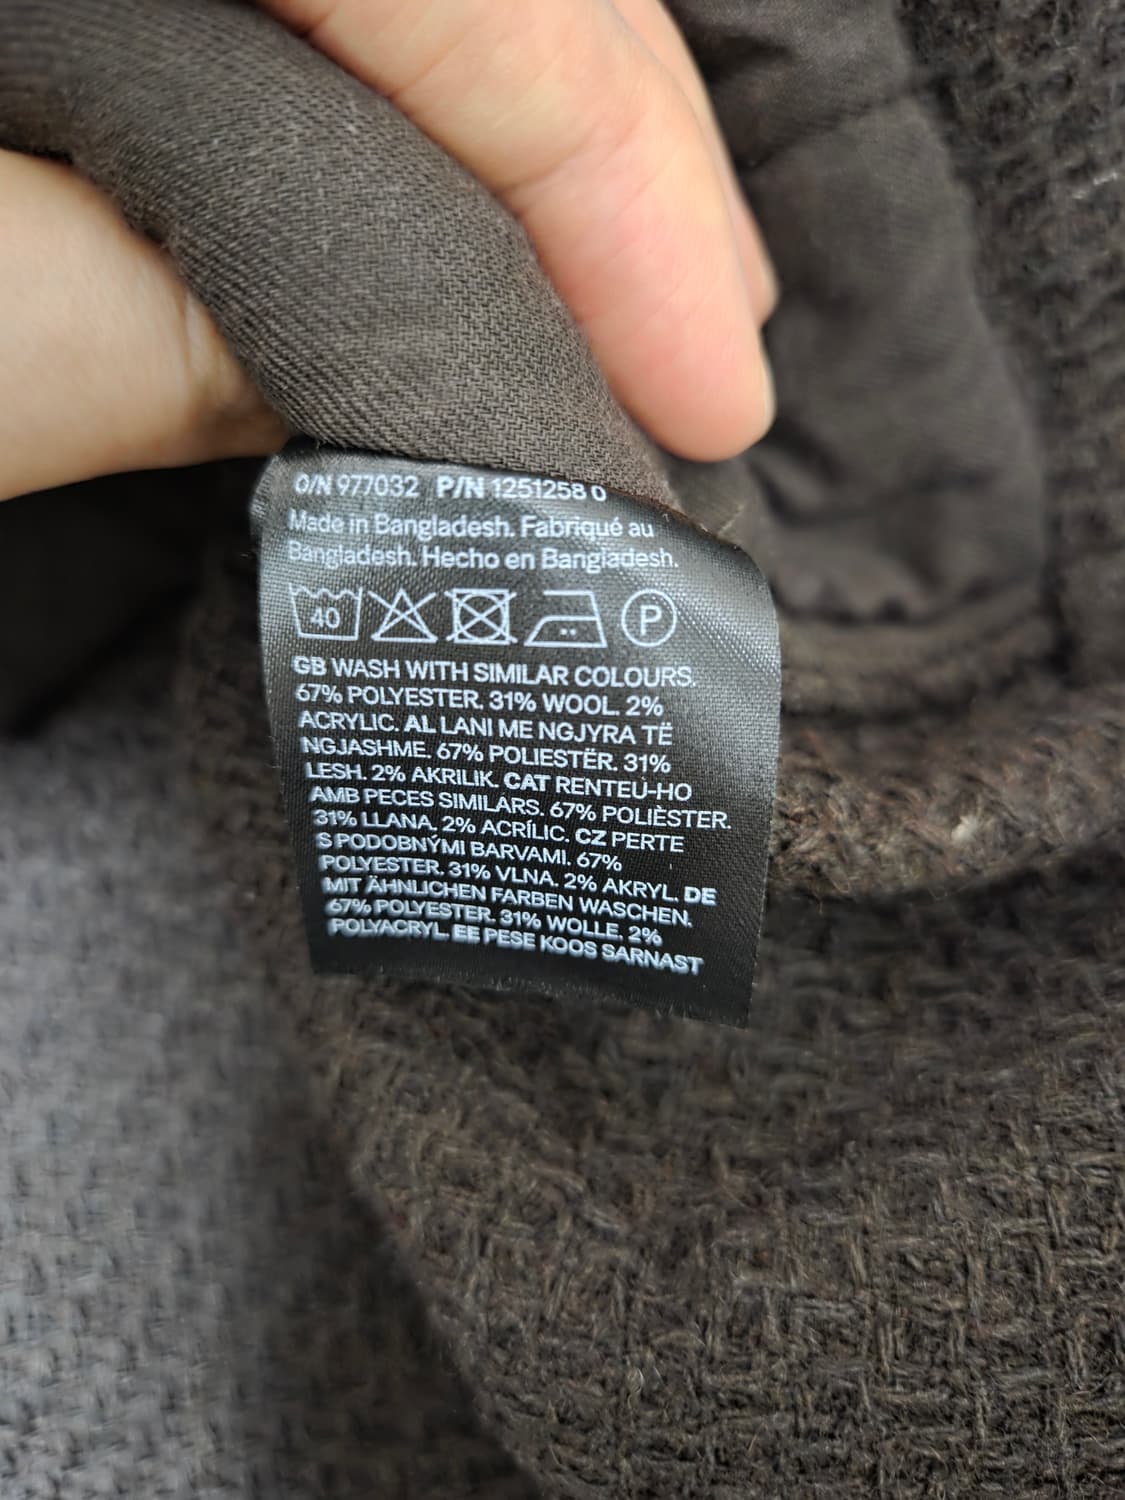 O/N 977032 P/N 1251258 0
Made in Bangladesh. Fabriqué au
Bangladesh. Hecho en Bangladesh.
40 P
GB WASH WITH SIMILAR COLOURS.
67% POLYESTER. 31% WOOL. 2%
ACRYLIC. AL LANI ME NGJYRA TË
NGJASHME. 67% POLIESTËR. 31%
LESH. 2% AKRILIK. CAT RENTEU-HO
AMB PECES SIMILARS. 67% POLIÈSTER.
31% LLANA. 2% ACRÍLIC. CZ PERTE
S PODOBNÝMI BARVAMI. 67%
POLYESTER. 31% VLNA. 2% AKRYL. DE
MIT ÄHNLICHEN FARBEN WASCHEN.
67% POLYESTER. 31% WOLLE. 2%
POLYACRYL. EE PESE KOOS SARNAST